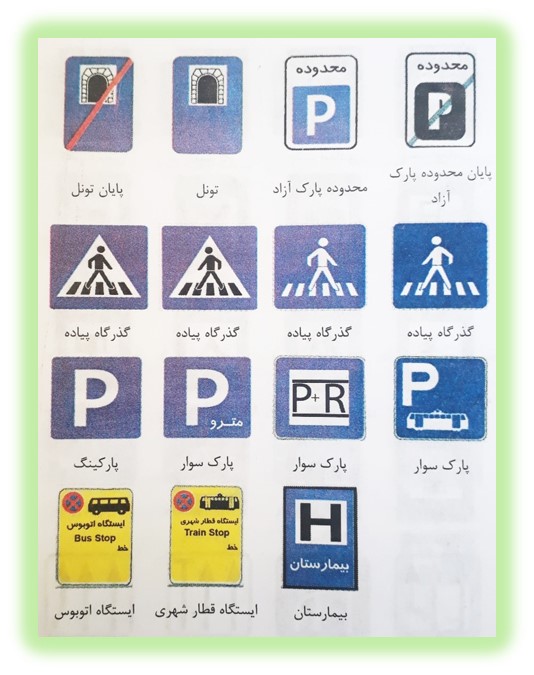 محدوده
P
پایان محدوده پارک
آزاد
محدوده
P
محدوده پارک آزاد
تونل
پایان تونل
گذرگاه پیاده
گذرگاه پیاده
گذرگاه پیاده
گذرگاه پیاده
P
پارک سوار
P+R
پارک سوار
P
مترو
پارک سوار
P
پارکینگ
H
بیمارستان
بیمارستان
ایستگاه قطار شهری
Train Stop
خط
ایستگاه قطار شهری
ایستگاه اتوبوس
Bus Stop
خط
ایستگاه اتوبوس